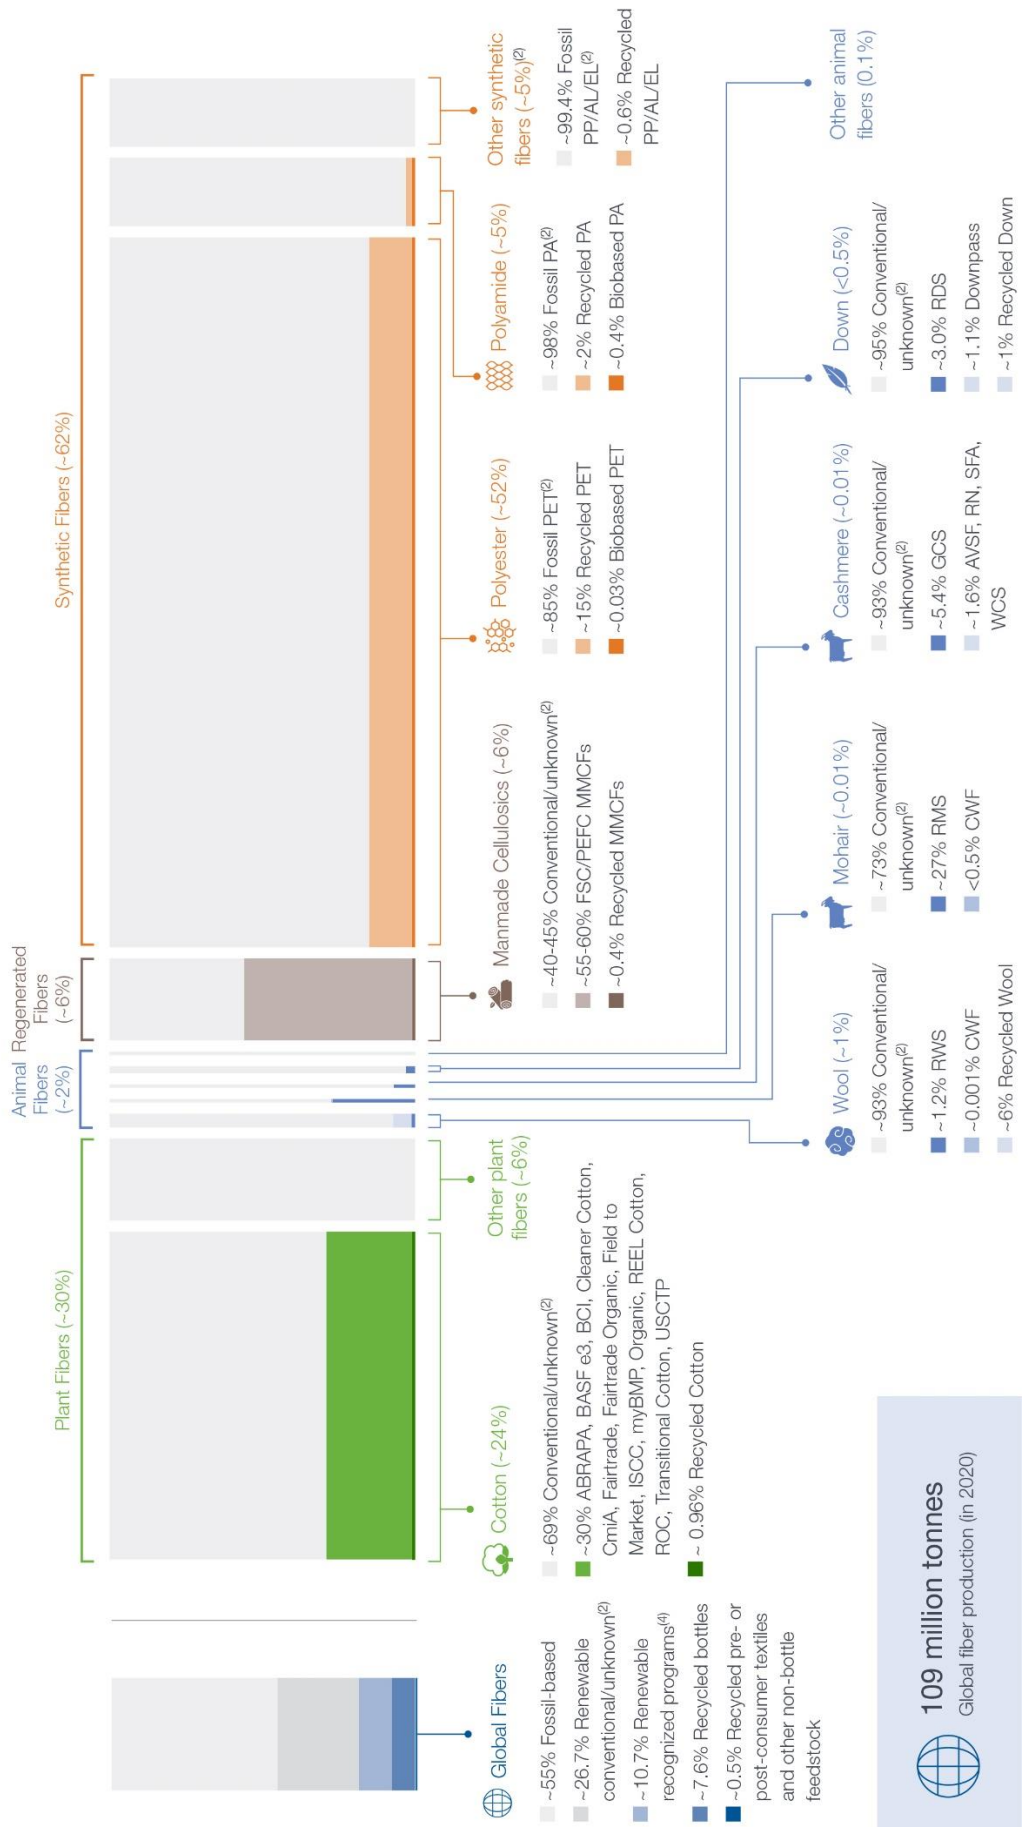 Plant Fibers (~30%)
Animal
Fibers
(~2%)
Regenerated
Fibers
(~6%)
Synthetic Fibers (~62%)
Global Fibers
~55% Fossil-based
~26.7% Renewable
conventional/unknown(2)
~10.7% Renewable
recognized programs(4)
~7.6% Recycled bottles
~0.5% Recycled pre- or
post-consumer textiles
and other non-bottle
feedstock
Cotton (~24%)
~69% Conventional/unknown(2)
~30% ABRAPA, BASF e3, BCI, Cleaner Cotton,
CmiA, Fairtrade, Fairtrade Organic, Field to
Market, ISCC, myBMP, Organic, REEL Cotton,
ROC, Transitional Cotton, USCTP
~ 0.96% Recycled Cotton
Other plant
fibers (~6%)
Manmade Cellulosics (~6%)
~40-45% Conventional/unknown(2)
~55-60% FSC/PEFC MMCFs
~0.4% Recycled MMCFs
Polyester (~52%)
~85% Fossil PET(2)
~15% Recycled PET
~0.03% Biobased PET
Polyamide (~5%)
~98% Fossil PA(2)
~2% Recycled PA
~0.4% Biobased PA
Other synthetic
fibers (~5%)(2)
~99.4% Fossil
PP/AL/EL(2)
~0.6% Recycled
PP/AL/EL
Wool (~1%)
~93% Conventional/
unknown(2)
~1.2% RWS
~0.001% CWF
~6% Recycled Wool
Mohair (~0.01%)
~73% Conventional/
unknown(2)
~27% RMS
<0.5% CWF
Cashmere (~0.01%)
~93% Conventional/
unknown(2)
~5.4% GCS
~1.6% AVSF, RN, SFA,
WCS
Down (<0.5%)
~95% Conventional/
unknown(2)
~3.0% RDS
~1.1% Downpass
~1% Recycled Down
Other animal
fibers (0.1%)
109 million tonnes
Global fiber production (in 2020)